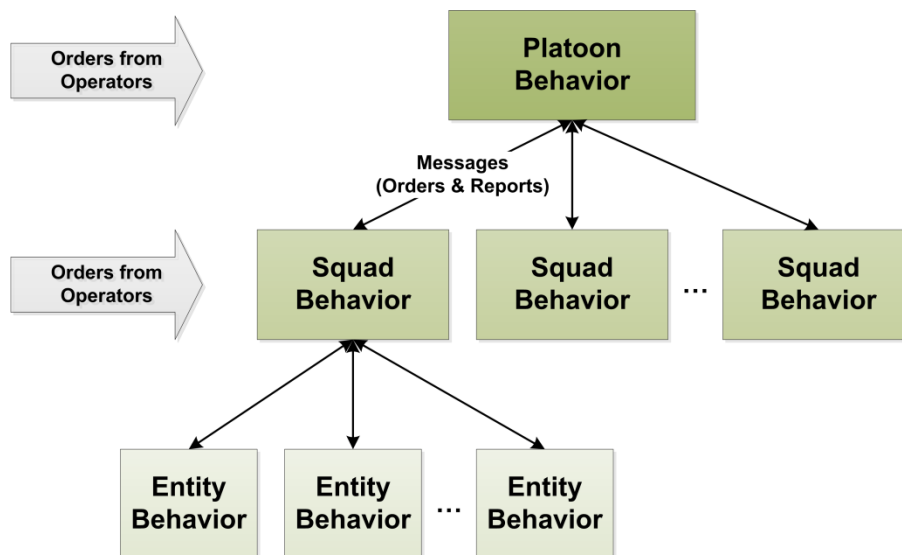 Orders from
Operators
Platoon
Behavior
Messages
(Orders & Reports)
Orders from
Operators
Squad
Behavior
Squad
Behavior
...
Squad
Behavior
Entity
Behavior
Entity
Behavior
...
Entity
Behavior